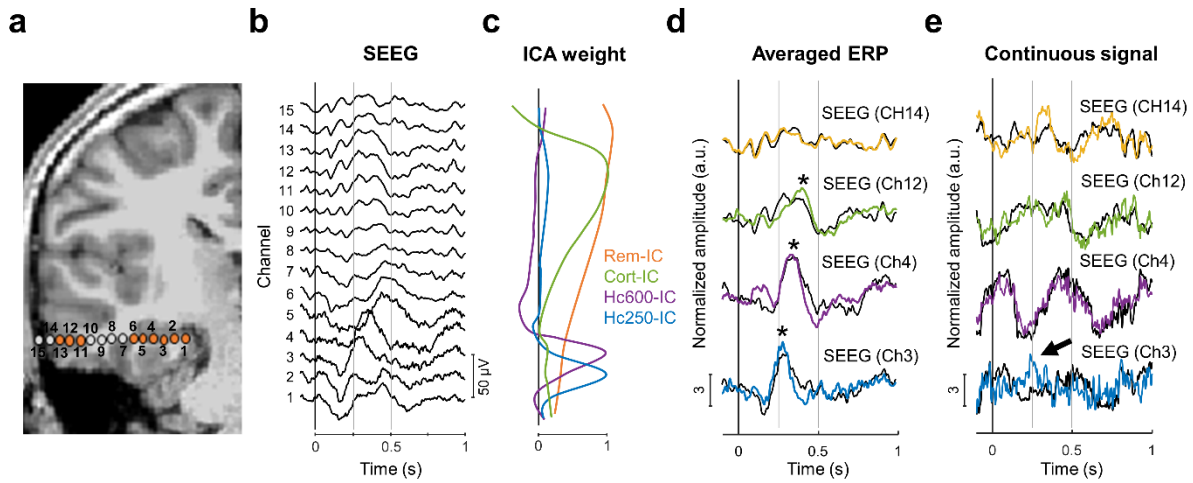 a
b
c
d
e
SEEG
ICA weight
Averaged ERP
Continuous signal
14 12 10 8 6 4 2
15 13 11 9 7 5 3 1
Channel
15
14
13
12
11
10
9
8
7
6
5
4
3
2
1
50 µV
0 0.5 1
Time (s)
Rem-IC
Cort-IC
Hc600-IC
Hc250-IC
0 1
Time (s)
Normalized amplitude (a.u.)
SEEG (CH14)
SEEG (Ch12)
*
SEEG (Ch4)
*
SEEG (Ch3)
*
3
0 0.5 1
Time (s)
Normalized amplitude (a.u.)
SEEG (CH14)
SEEG (Ch12)
SEEG (Ch4)
SEEG (Ch3)
3
0 0.5 1
Time (s)